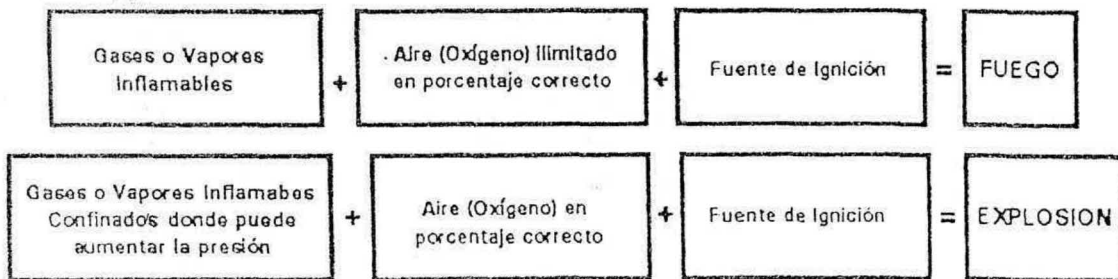 Gases o Vapores
Inflamables
+
. Aire (Oxígeno) ilimitado
en porcentaje correcto
+
Fuente de Ignición
=
FUEGO
Gases o Vapores Inflamabes
Confinados donde puede
aumentar la presión
+
Aire (Oxígeno) en
porcentaje correcto
+
Fuente de Ignición
=
EXPLOSION